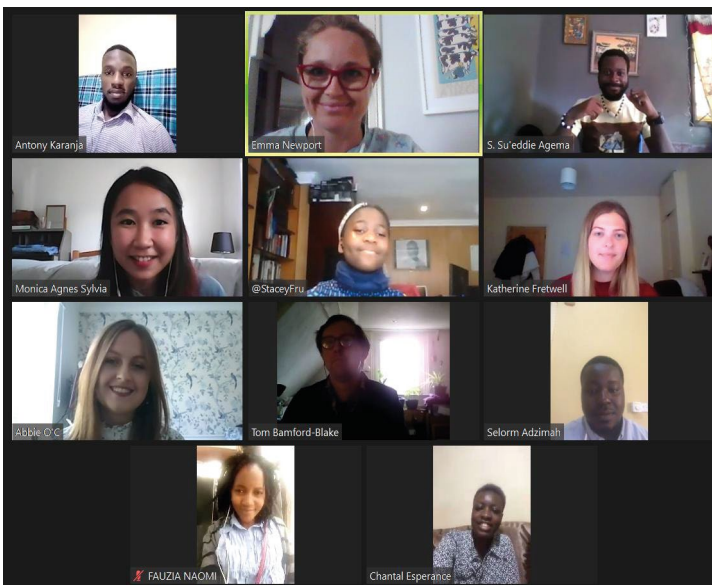 Antony Karanja
Emma Newport
S. Su'eddie Agema
Monica Agnes Sylvia
@StaceyFru
Katherine Fretwell
Abbie O'C
Tom Bamford-Blake
Selorm Adzimah
FAUZIA NAOMI
Chantal Esperance